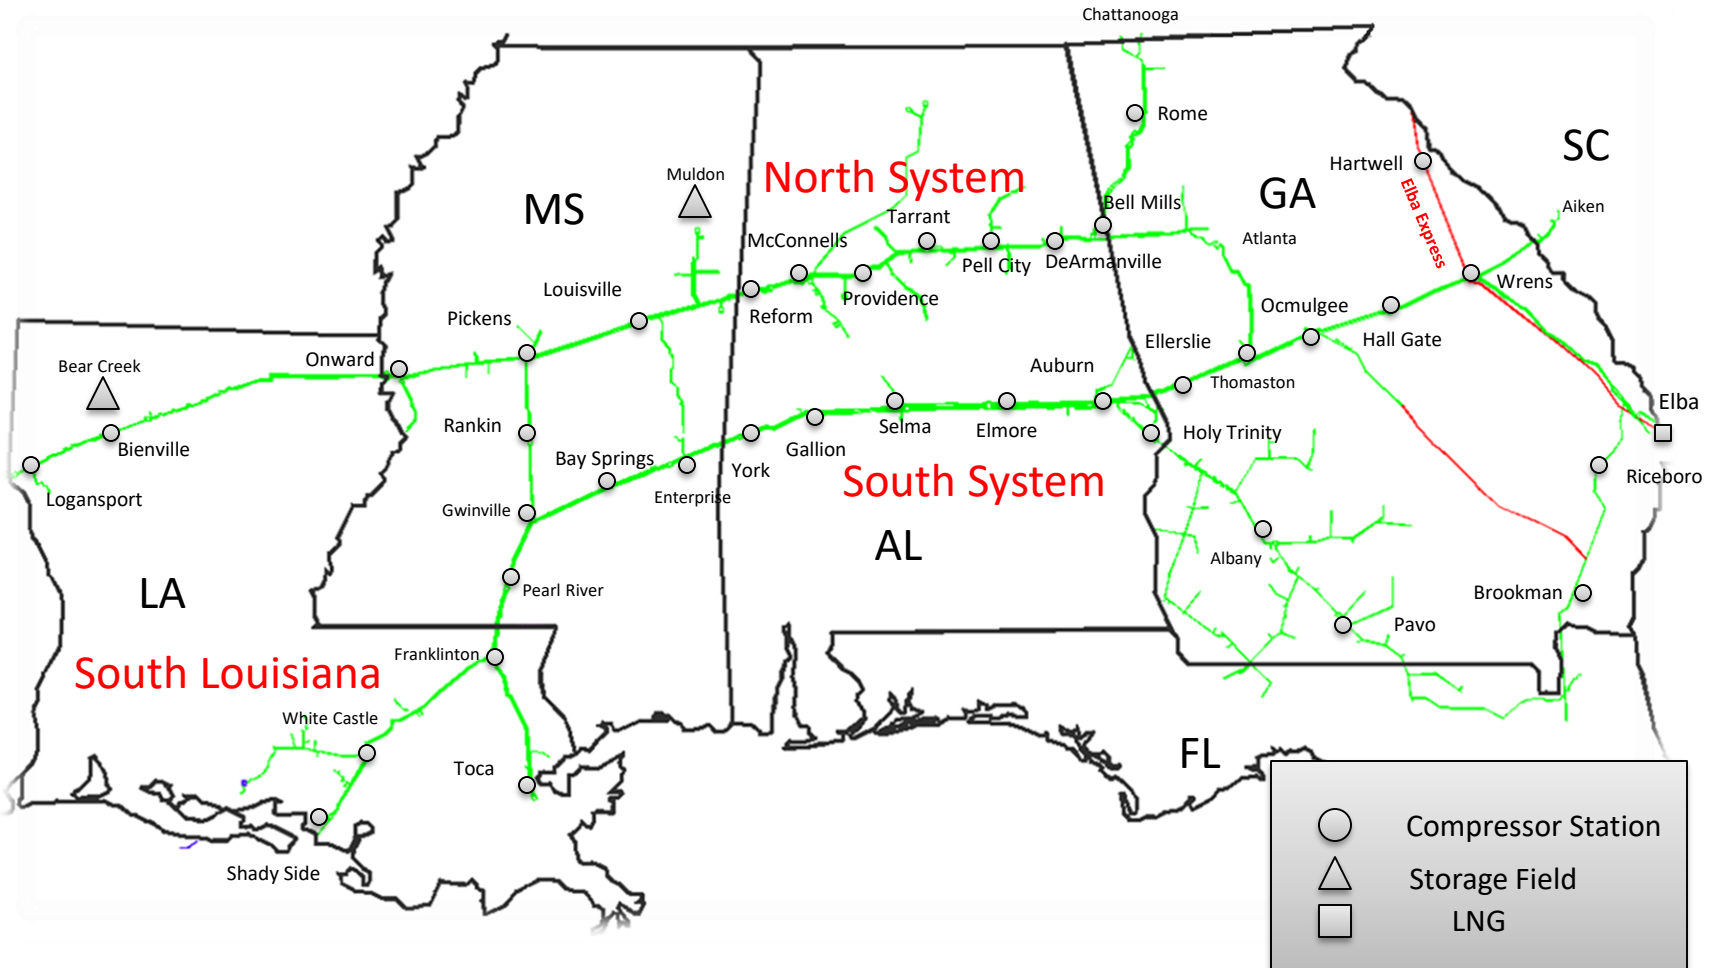 Chattanooga
Rome
SC
Hartwell
Muldon
North System
GA
MS
Elba Express
Bell Mills
Aiken
Tarrant
McConnells
Atlanta
Pell City
DeArmanville
Wrens
Louisville
Providence
Ocmulgee
Reform
Pickens
Hall Gate
Ellerslie
Onward
Auburn
Bear Creek
Thomaston
Elba
Rankin
Selma
Elmore
Holy Trinity
Bienville
Gallion
Bay Springs
York
South System
Riceboro
Logansport
Enterprise
Gwinville
AL
Albany
LA
Pearl River
Brookman
Pavo
Franklinton
South Louisiana
White Castle
FL
Toca
Compressor Station
Shady Side
Storage Field
LNG